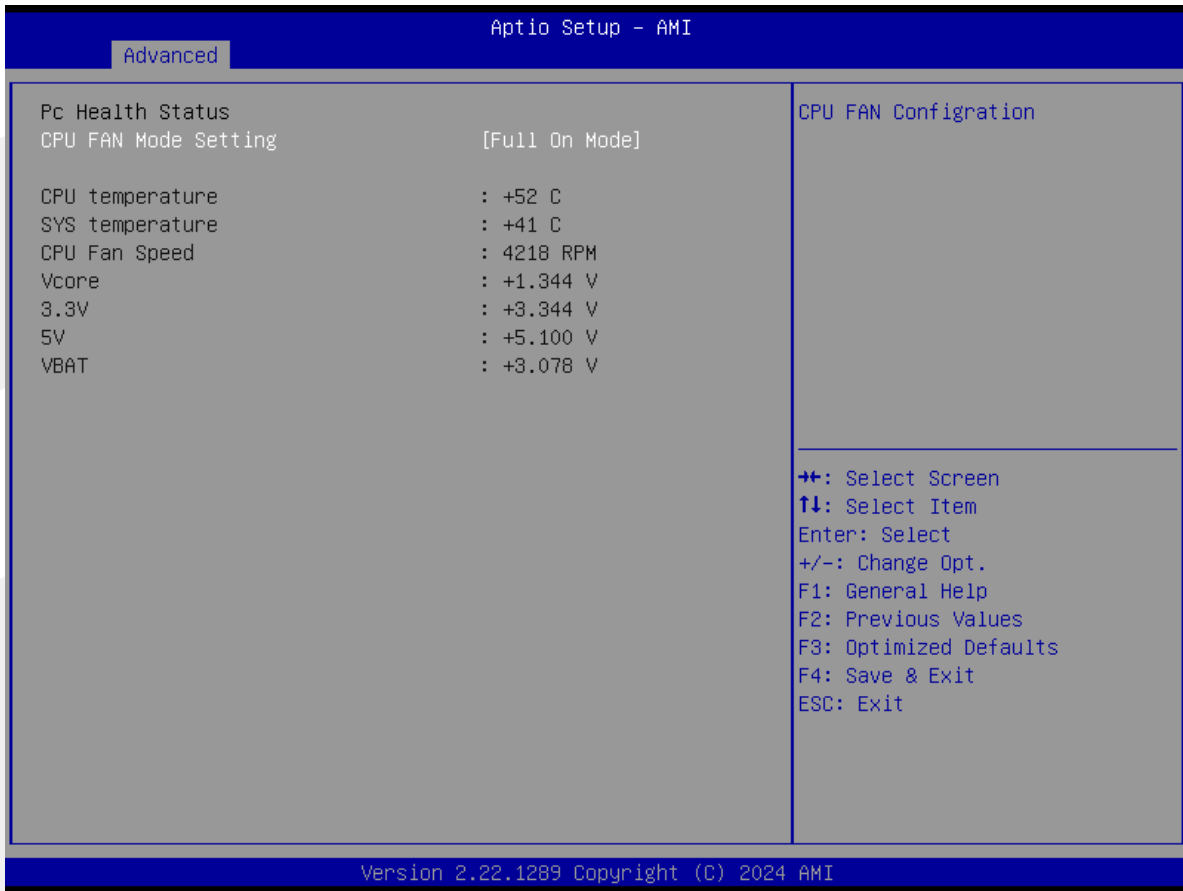 Aptio Setup – AMI
Advanced
Pc Health Status
CPU FAN Mode Setting [Full On Mode]
CPU temperature : +52 C
SYS temperature : +41 C
CPU Fan Speed : 4218 RPM
Vcore : +1.344 V
3.3V : +3.344 V
5V : +5.100 V
VBAT : +3.078 V
CPU FAN Configration
→←: Select Screen
↑↓: Select Item
Enter: Select
+/-: Change Opt.
F1: General Help
F2: Previous Values
F3: Optimized Defaults
F4: Save & Exit
ESC: Exit
Version 2.22.1289 Copyright (C) 2024 AMI